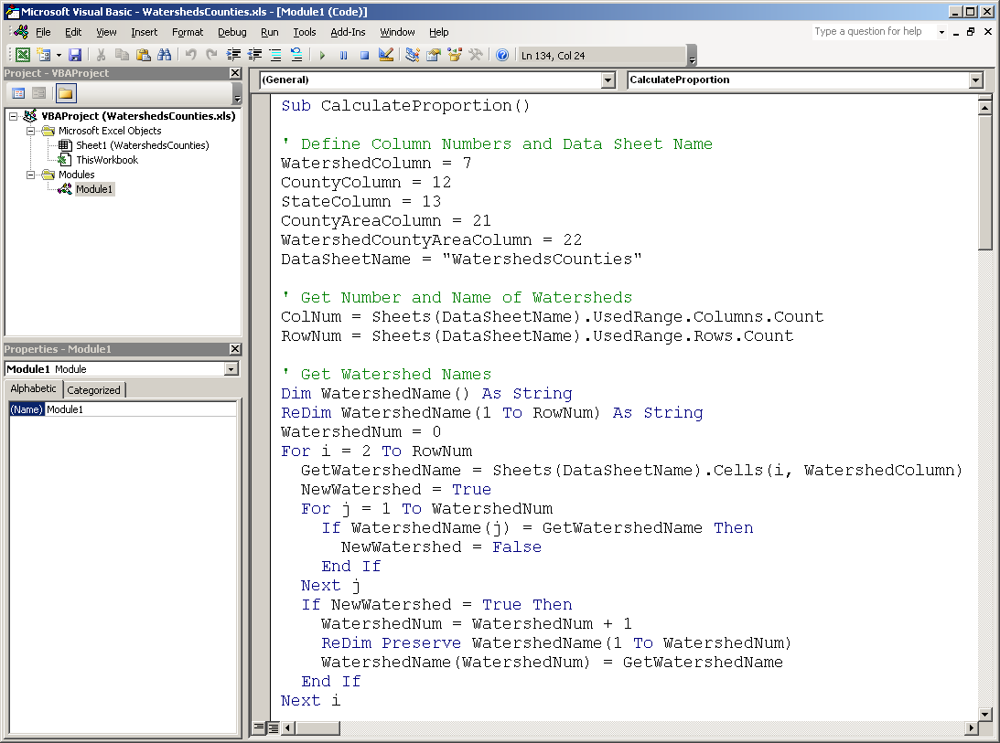 Microsoft Visual Basic - WatershedsCounties.xls - [Module1 (Code)]
File Edit View Insert Format Debug Run Tools Add-Ins Window Help
Type a question for help
Ln 134, Col 24
Project - VBAProject
VBAProject (WatershedsCounties.xls)
Microsoft Excel Objects
Sheet1 (WatershedsCounties)
ThisWorkbook
Modules
Module1
Properties - Module1
Module1 Module
Alphabetic Categorized
(Name) Module1
(General) CalculateProportion
Sub CalculateProportion()
' Define Column Numbers and Data Sheet Name
WatershedColumn = 7
CountyColumn = 12
StateColumn = 13
CountyAreaColumn = 21
WatershedCountyAreaColumn = 22
DataSheetName = "WatershedsCounties"
' Get Number and Name of Watersheds
ColNum = Sheets(DataSheetName).UsedRange.Columns.Count
RowNum = Sheets(DataSheetName).UsedRange.Rows.Count
' Get Watershed Names
Dim WatershedName() As String
ReDim WatershedName(1 To RowNum) As String
WatershedNum = 0
For i = 2 To RowNum
GetWatershedName = Sheets(DataSheetName).Cells(i, WatershedColumn)
NewWatershed = True
For j = 1 To WatershedNum
If WatershedName(j) = GetWatershedName Then
NewWatershed = False
End If
Next j
If NewWatershed = True Then
WatershedNum = WatershedNum + 1
ReDim Preserve WatershedName(1 To WatershedNum)
WatershedName(WatershedNum) = GetWatershedName
End If
Next i